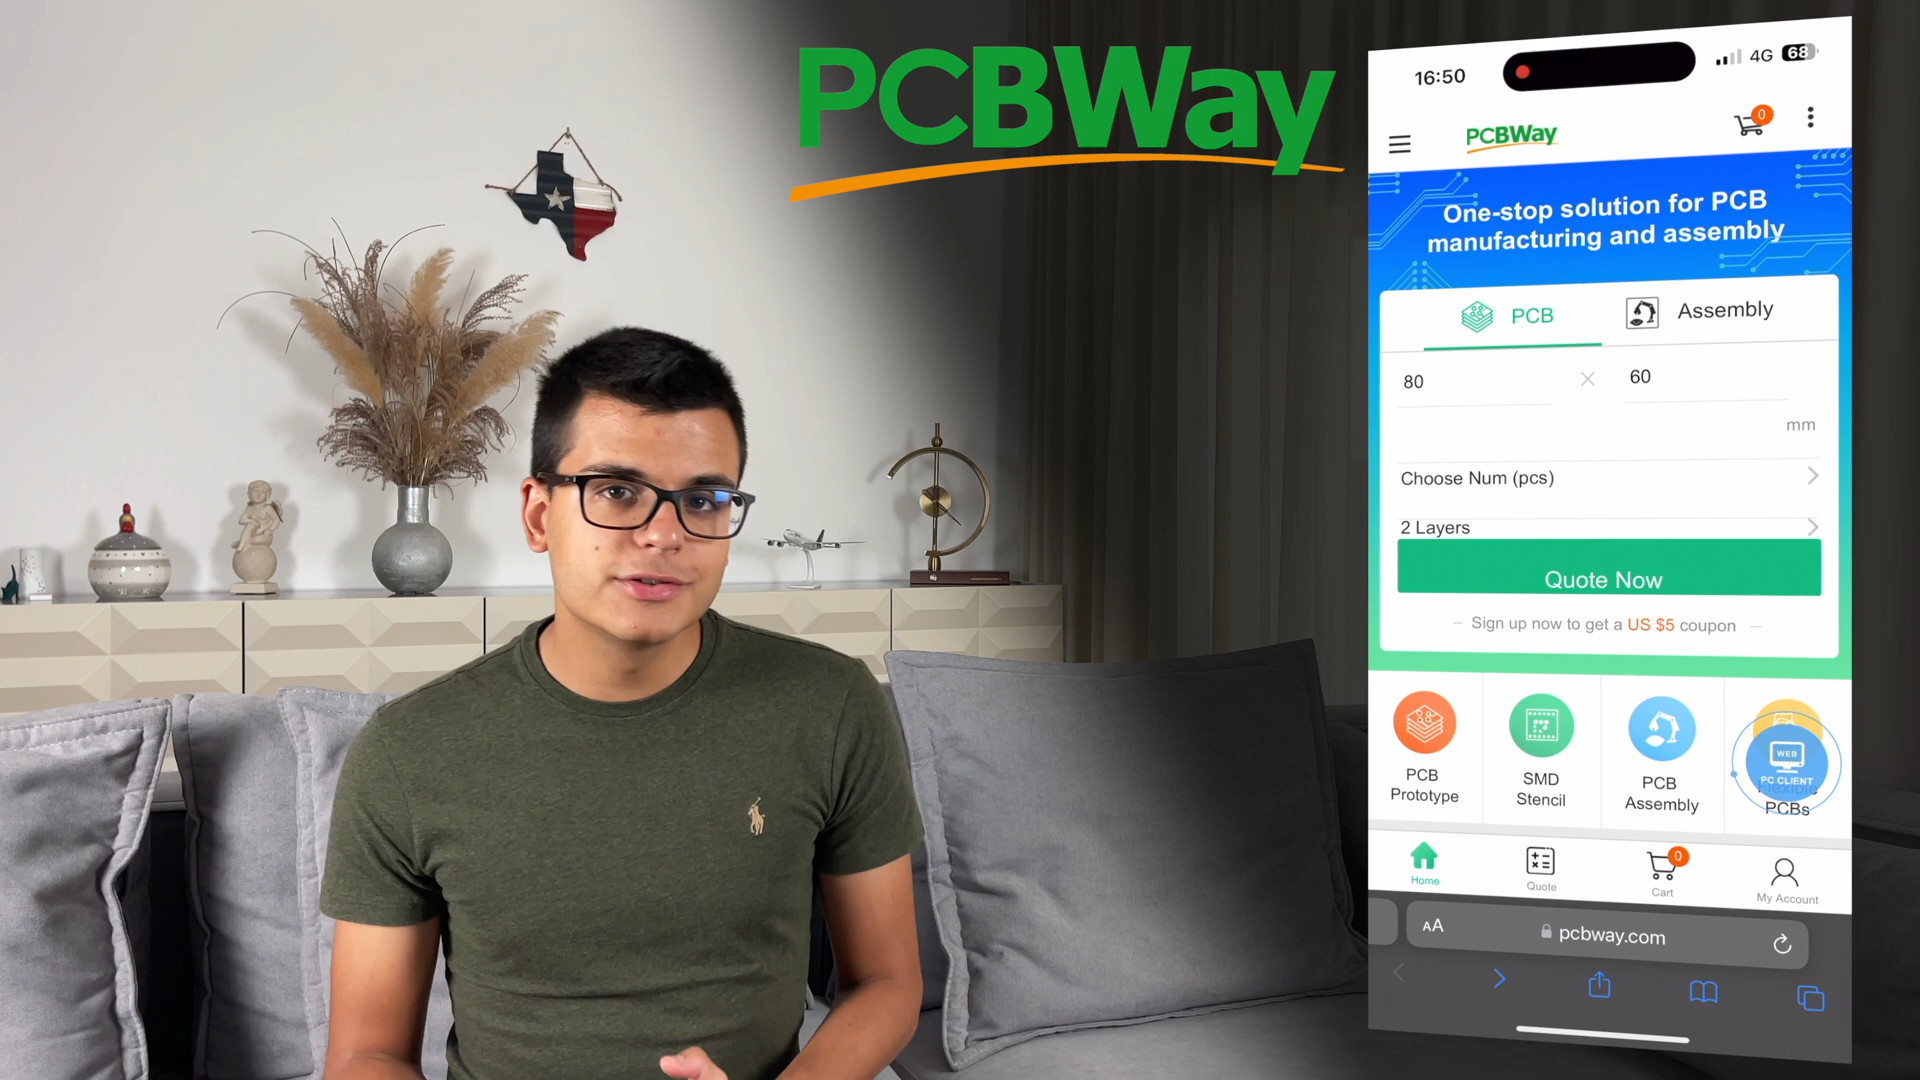 PCBWay
16:50
4G
68
PCBWay
0
One-stop solution for PCB
manufacturing and assembly
PCB
Assembly
80
×
60
mm
Choose Num (pcs)
2 Layers
Quote Now
Sign up now to get a US $5 coupon
PCB
Prototype
SMD
Stencil
PCB
Assembly
WEB
PC CLIENT
Flexible
PCBs
Home
Quote
0
Cart
My Account
AA
pcbway.com